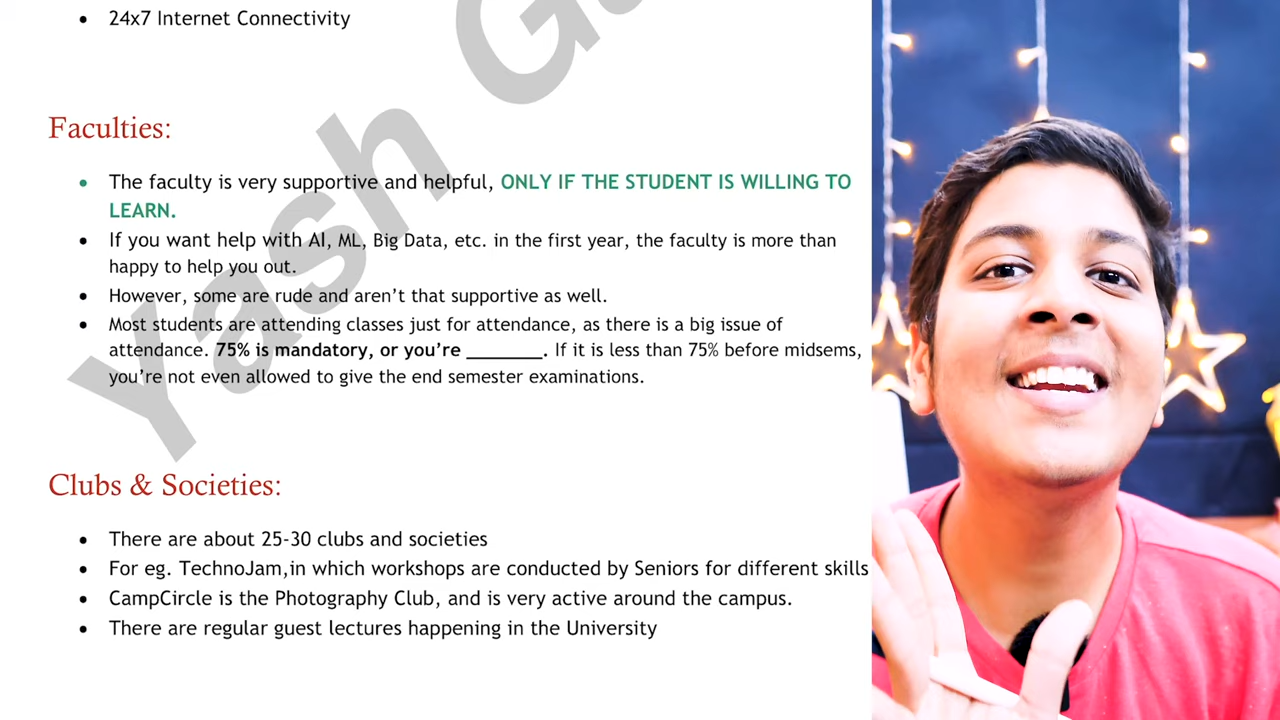 24x7 Internet Connectivity
Faculties:
The faculty is very supportive and helpful, ONLY IF THE STUDENT IS WILLING TO
LEARN.
If you want help with AI, ML, Big Data, etc. in the first year, the faculty is more than
happy to help you out.
However, some are rude and aren't that supportive as well.
Most students are attending classes just for attendance, as there is a big issue of
attendance. 75% is mandatory, or you're _______. If it is less than 75% before midsems,
you're not even allowed to give the end semester examinations.
Clubs & Societies:
There are about 25-30 clubs and societies
For eg. TechnoJam,in which workshops are conducted by Seniors for different skills
CampCircle is the Photography Club, and is very active around the campus.
There are regular guest lectures happening in the University
Yash